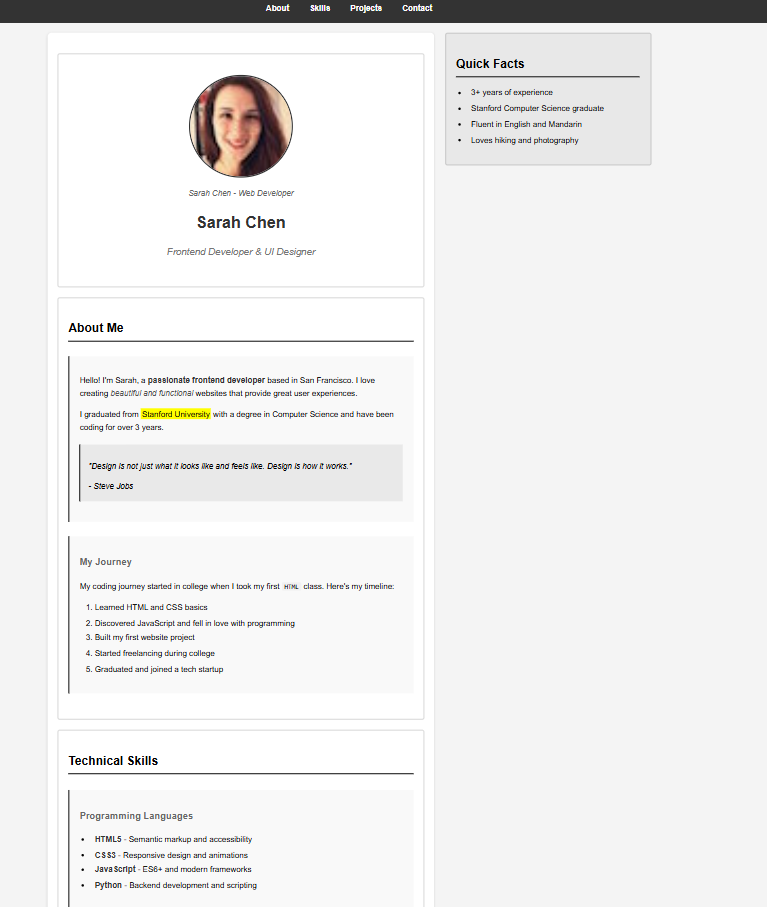 About Skills Projects Contact
Sarah Chen - Web Developer
Sarah Chen
Frontend Developer & UI Designer
About Me
Hello! I'm Sarah, a passionate frontend developer based in San Francisco. I love
creating beautiful and functional websites that provide great user experiences.
I graduated from Stanford University with a degree in Computer Science and have been
coding for over 3 years.
"Design is not just what it looks like and feels like. Design is how it works."
- Steve Jobs
My Journey
My coding journey started in college when I took my first HTML class. Here's my timeline:
1. Learned HTML and CSS basics
2. Discovered JavaScript and fell in love with programming
3. Built my first website project
4. Started freelancing during college
5. Graduated and joined a tech startup
Technical Skills
Programming Languages
• HTML5 - Semantic markup and accessibility
• CSS3 - Responsive design and animations
• JavaScript - ES6+ and modern frameworks
• Python - Backend development and scripting
Quick Facts
• 3+ years of experience
• Stanford Computer Science graduate
• Fluent in English and Mandarin
• Loves hiking and photography